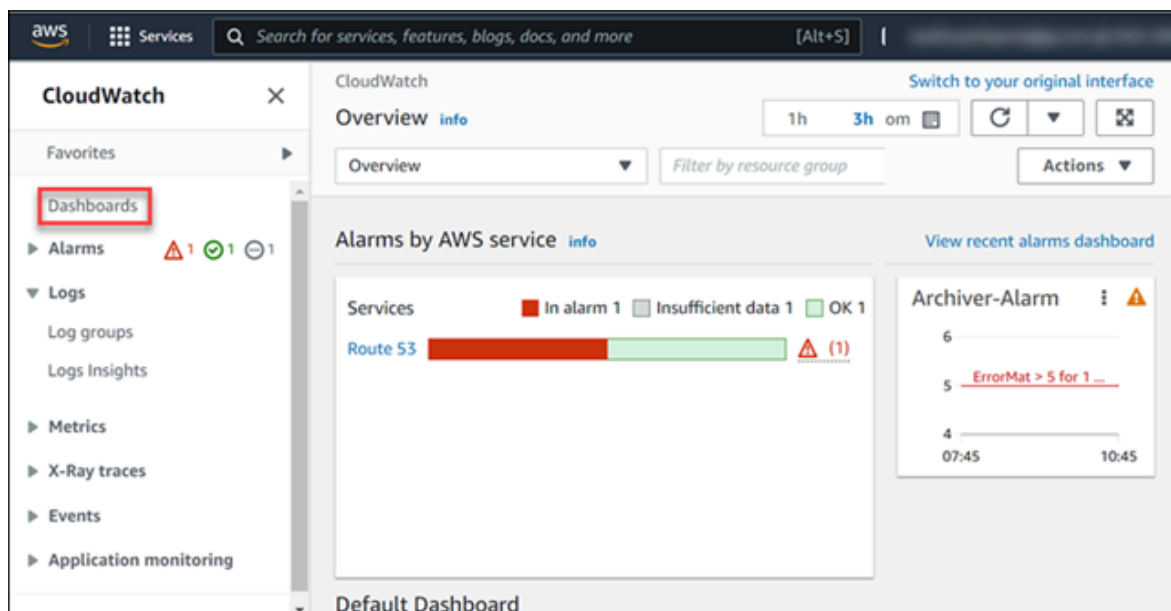 aws
Services
Search for services, features, blogs, docs, and more
[Alt+S]
CloudWatch
Favorites
Dashboards
Alarms 1 1 1
Logs
Log groups
Logs Insights
Metrics
X-Ray traces
Events
Application monitoring
CloudWatch
Switch to your original interface
Overview info
1h 3h om
Overview
Filter by resource group
Actions
Alarms by AWS service info
View recent alarms dashboard
Services In alarm 1 Insufficient data 1 OK 1
Route 53 (1)
Archiver-Alarm
6
ErrorMat > 5 for 1 ...
5
4
07:45 10:45
Default Dashboard